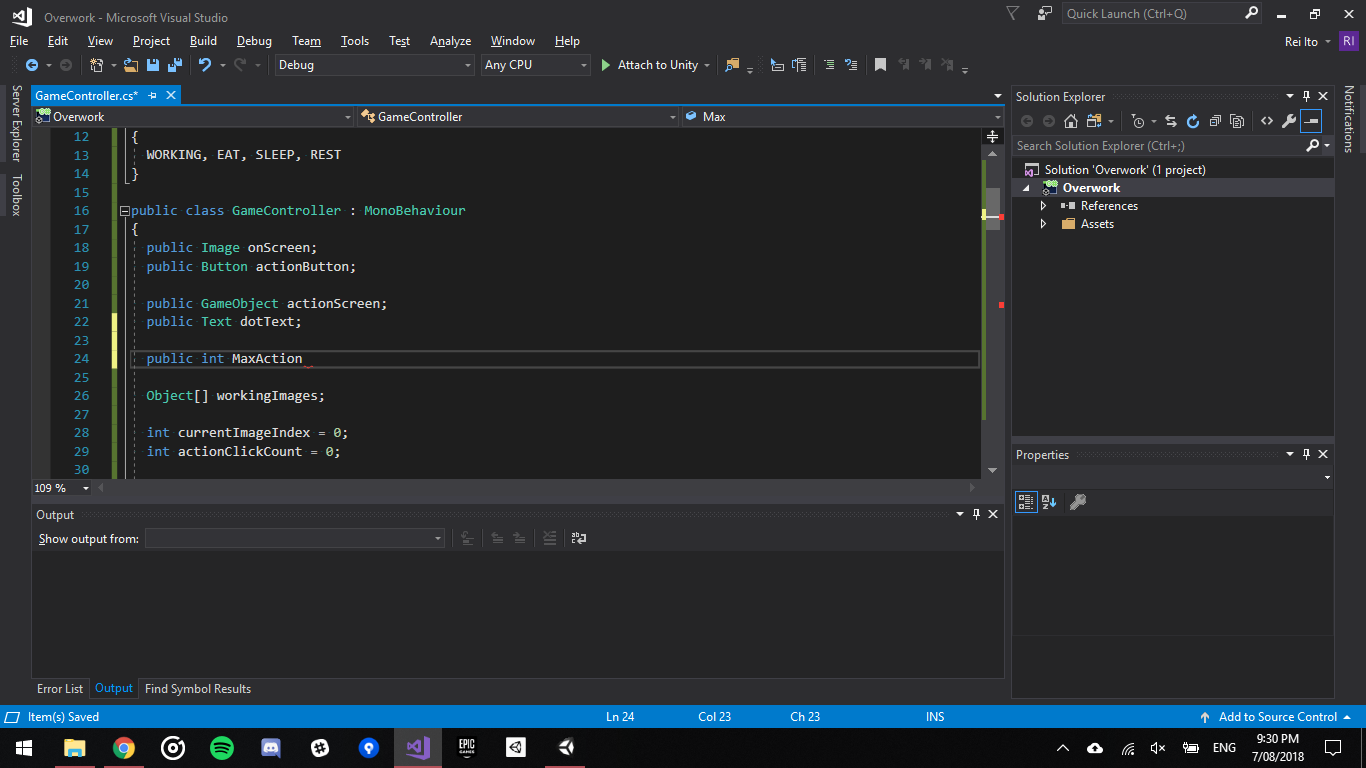 Overwork - Microsoft Visual Studio
Quick Launch (Ctrl+Q)
File Edit View Project Build Debug Team Tools Test Analyze Window Help
Rei Ito RI
Debug Any CPU Attach to Unity
Server Explorer
Toolbox
GameController.cs*
Overwork GameController Max
12 {
13 WORKING, EAT, SLEEP, REST
14 }
15
16 public class GameController : MonoBehaviour
17 {
18 public Image onScreen;
19 public Button actionButton;
20
21 public GameObject actionScreen;
22 public Text dotText;
23
24 public int MaxAction
25
26 Object[] workingImages;
27
28 int currentImageIndex = 0;
29 int actionClickCount = 0;
30
109 %
Output
Show output from:
Error List Output Find Symbol Results
Solution Explorer
Search Solution Explorer (Ctrl+;)
Solution 'Overwork' (1 project)
Overwork
References
Assets
Properties
Notifications
Item(s) Saved Ln 24 Col 23 Ch 23 INS Add to Source Control
EPIC GAMES
ENG
9:30 PM
7/08/2018